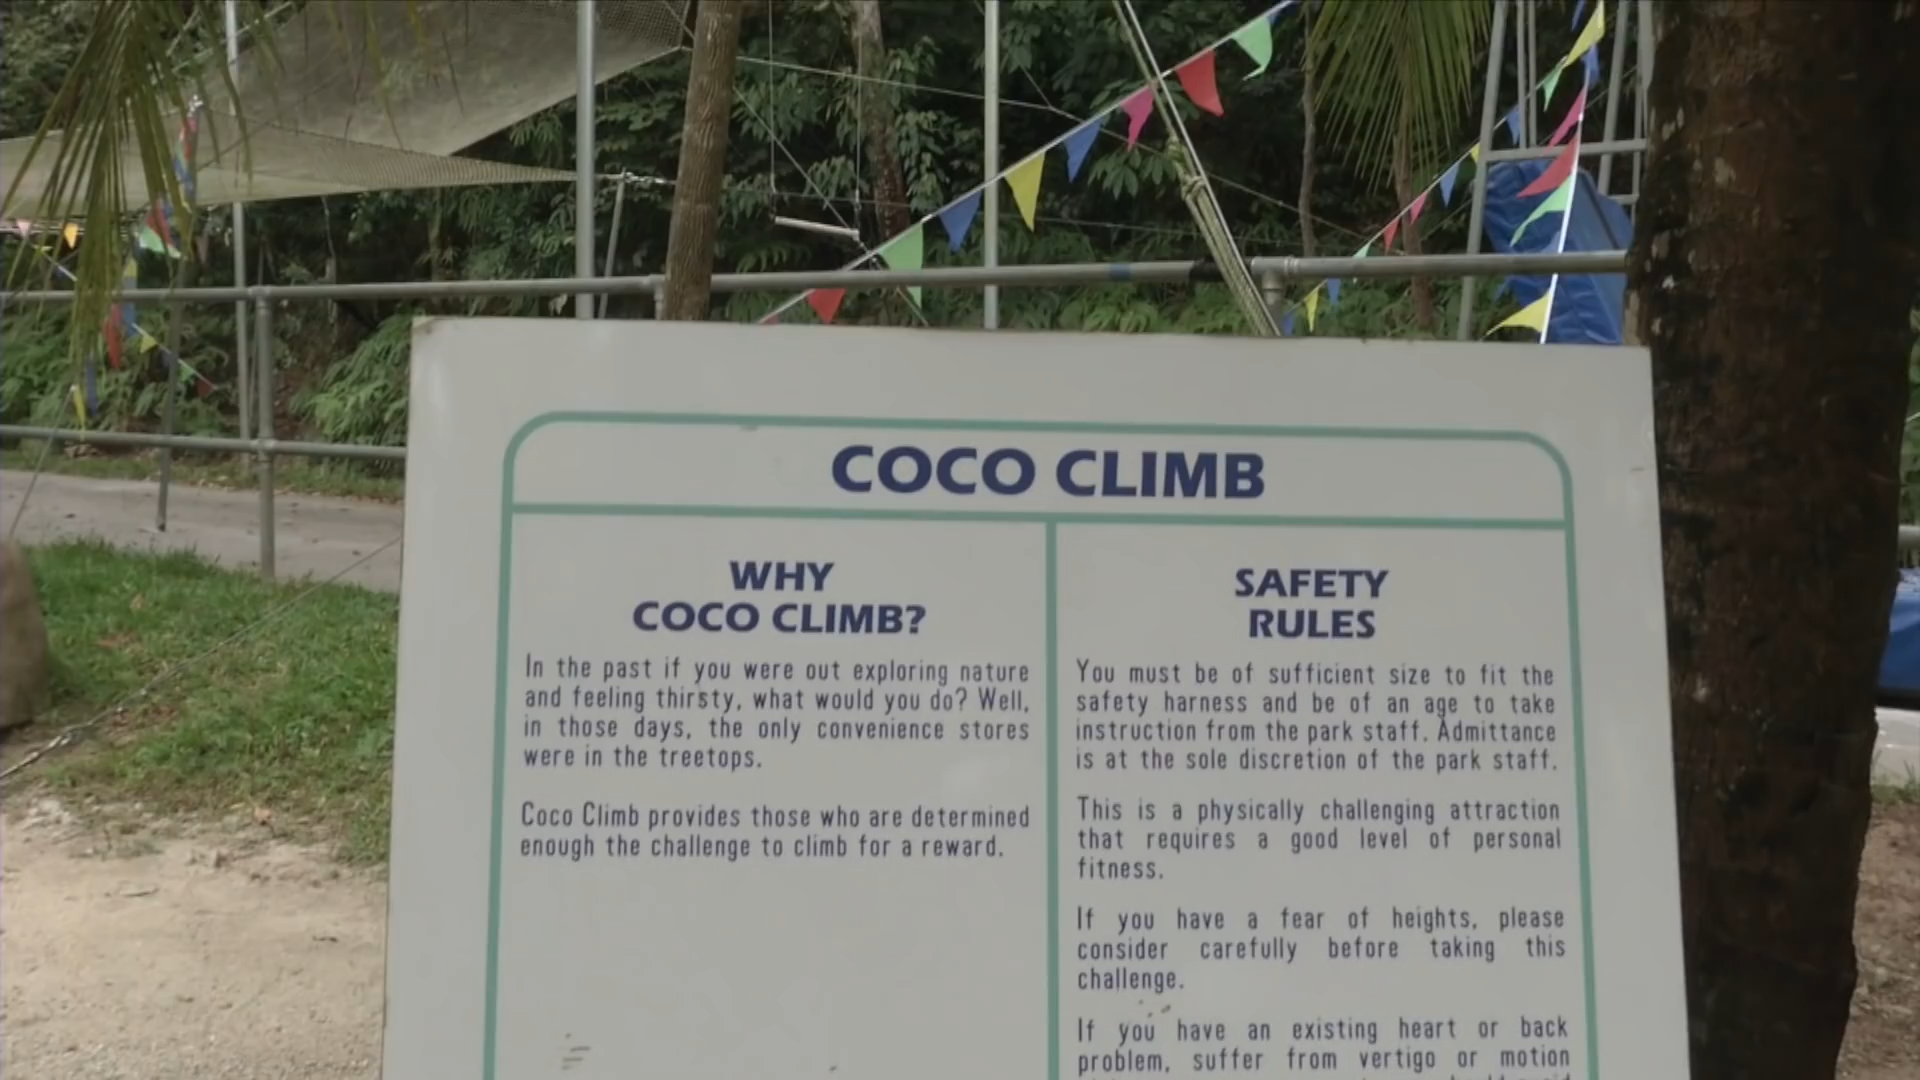 COCO CLIMB
WHY
COCO CLIMB?
In the past if you were out exploring nature
and feeling thirsty, what would you do? Well,
in those days, the only convenience stores
were in the treetops.
Coco Climb provides those who are determined
enough the challenge to climb for a reward.
SAFETY
RULES
You must be of sufficient size to fit the
safety harness and be of an age to take
instruction from the park staff. Admittance
is at the sole discretion of the park staff.
This is a physically challenging attraction
that requires a good level of personal
fitness.
If you have a fear of heights, please
consider carefully before taking this
challenge.
If you have an existing heart or back
problem, suffer from vertigo or motion